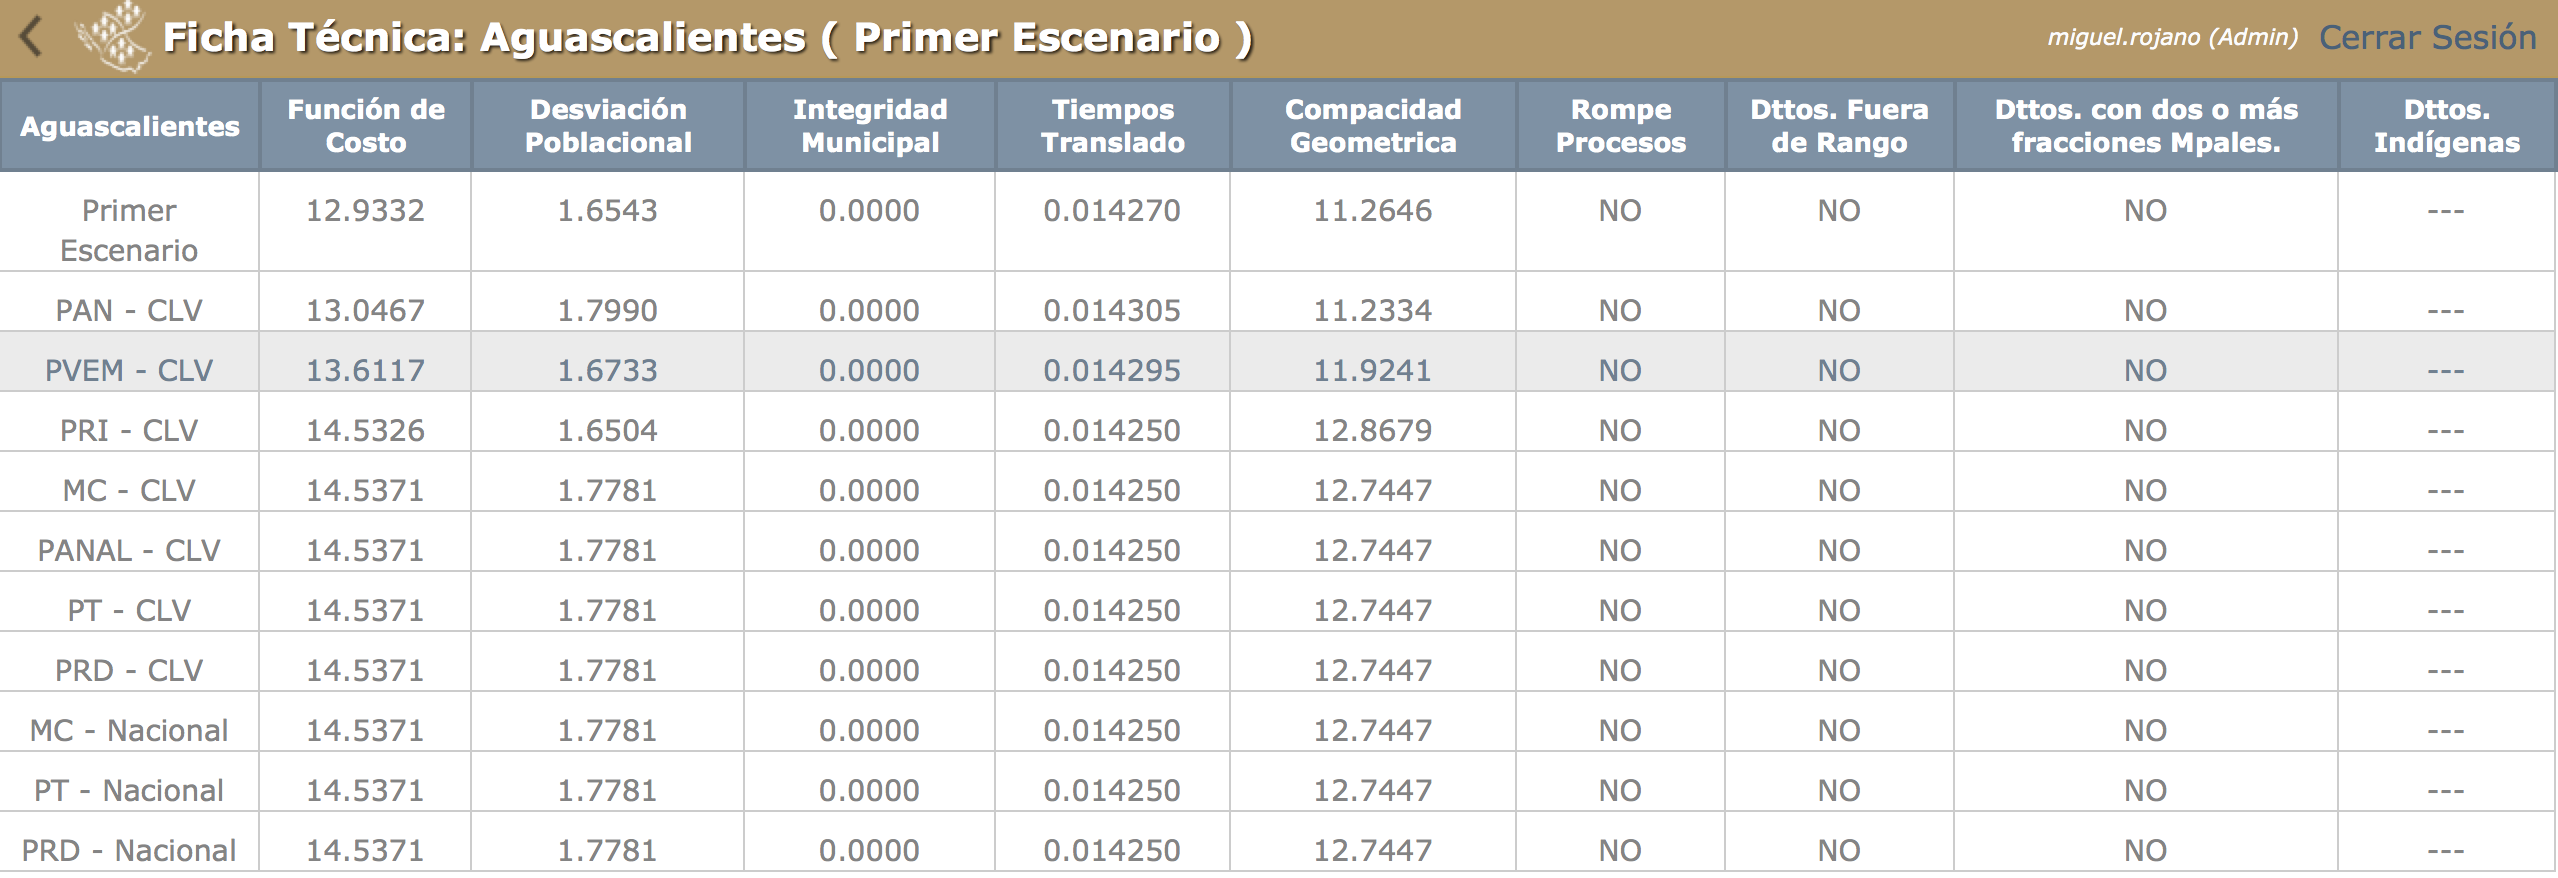 Ficha Técnica: Aguascalientes ( Primer Escenario ) miguel.rojano (Admin) Cerrar Sesión
Aguascalientes Función de Costo Desviación Poblacional Integridad Municipal Tiempos Translado Compacidad Geometrica Rompe Procesos Dttos. Fuera de Rango Dttos. con dos o más fracciones Mpales. Dttos. Indígenas
Primer Escenario 12.9332 1.6543 0.0000 0.014270 11.2646 NO NO NO ---
PAN - CLV 13.0467 1.7990 0.0000 0.014305 11.2334 NO NO NO ---
PVEM - CLV 13.6117 1.6733 0.0000 0.014295 11.9241 NO NO NO ---
PRI - CLV 14.5326 1.6504 0.0000 0.014250 12.8679 NO NO NO ---
MC - CLV 14.5371 1.7781 0.0000 0.014250 12.7447 NO NO NO ---
PANAL - CLV 14.5371 1.7781 0.0000 0.014250 12.7447 NO NO NO ---
PT - CLV 14.5371 1.7781 0.0000 0.014250 12.7447 NO NO NO ---
PRD - CLV 14.5371 1.7781 0.0000 0.014250 12.7447 NO NO NO ---
MC - Nacional 14.5371 1.7781 0.0000 0.014250 12.7447 NO NO NO ---
PT - Nacional 14.5371 1.7781 0.0000 0.014250 12.7447 NO NO NO ---
PRD - Nacional 14.5371 1.7781 0.0000 0.014250 12.7447 NO NO NO ---